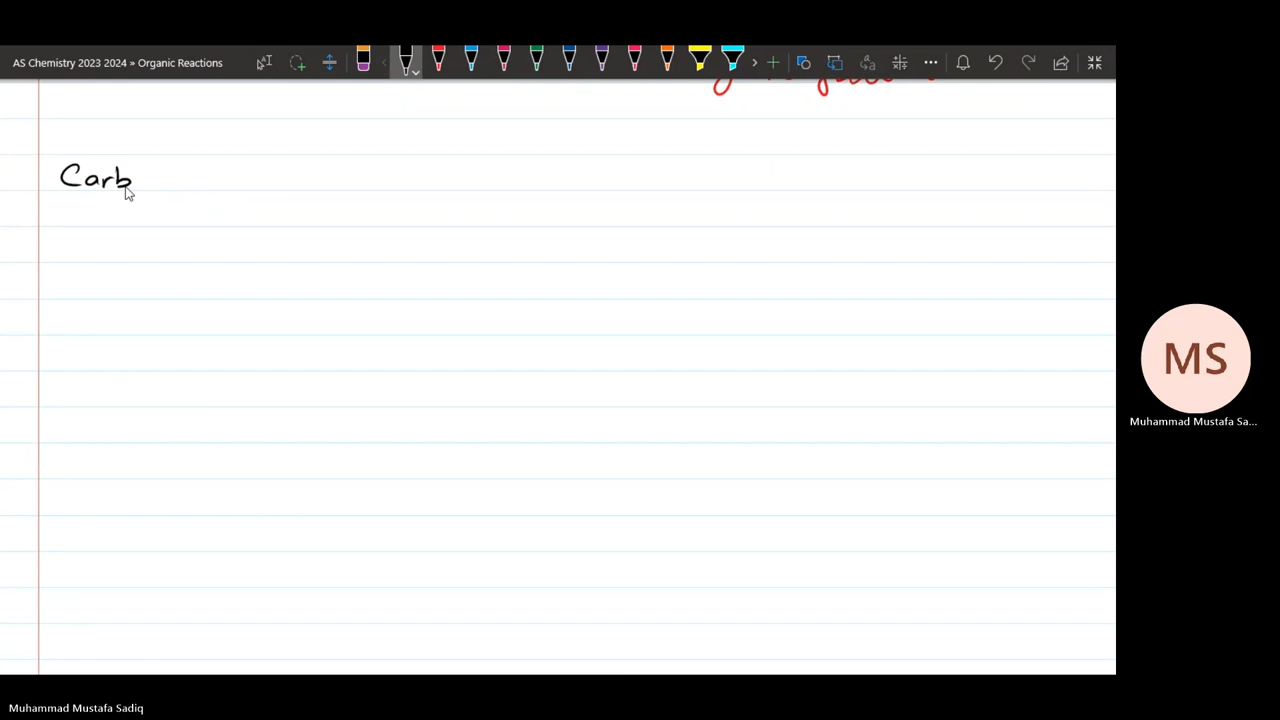 AS Chemistry 2023 2024 » Organic Reactions
Carb
MS
Muhammad Mustafa Sa...
Muhammad Mustafa Sadiq